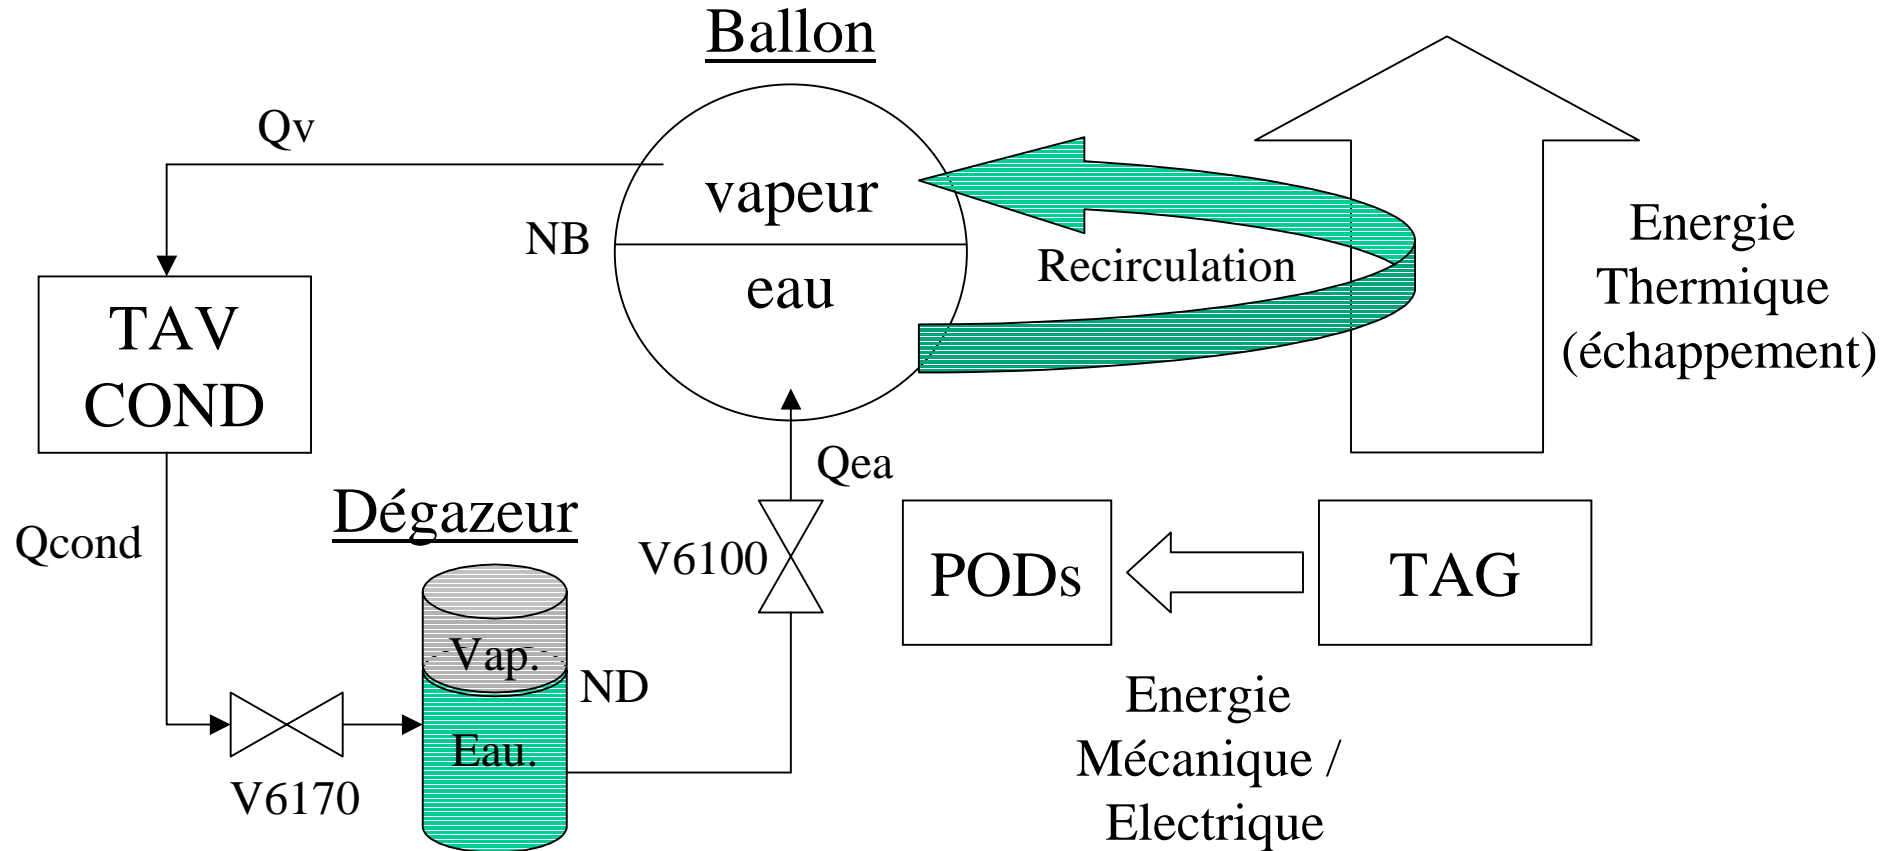 Ballon
Qv
vapeur
NB
eau
Recirculation
Energie
Thermique
(échappement)
TAV
COND
Qea
Dégazeur
Qcond
V6100
PODs
TAG
Vap.
ND
Eau.
V6170
Energie
Mécanique /
Electrique